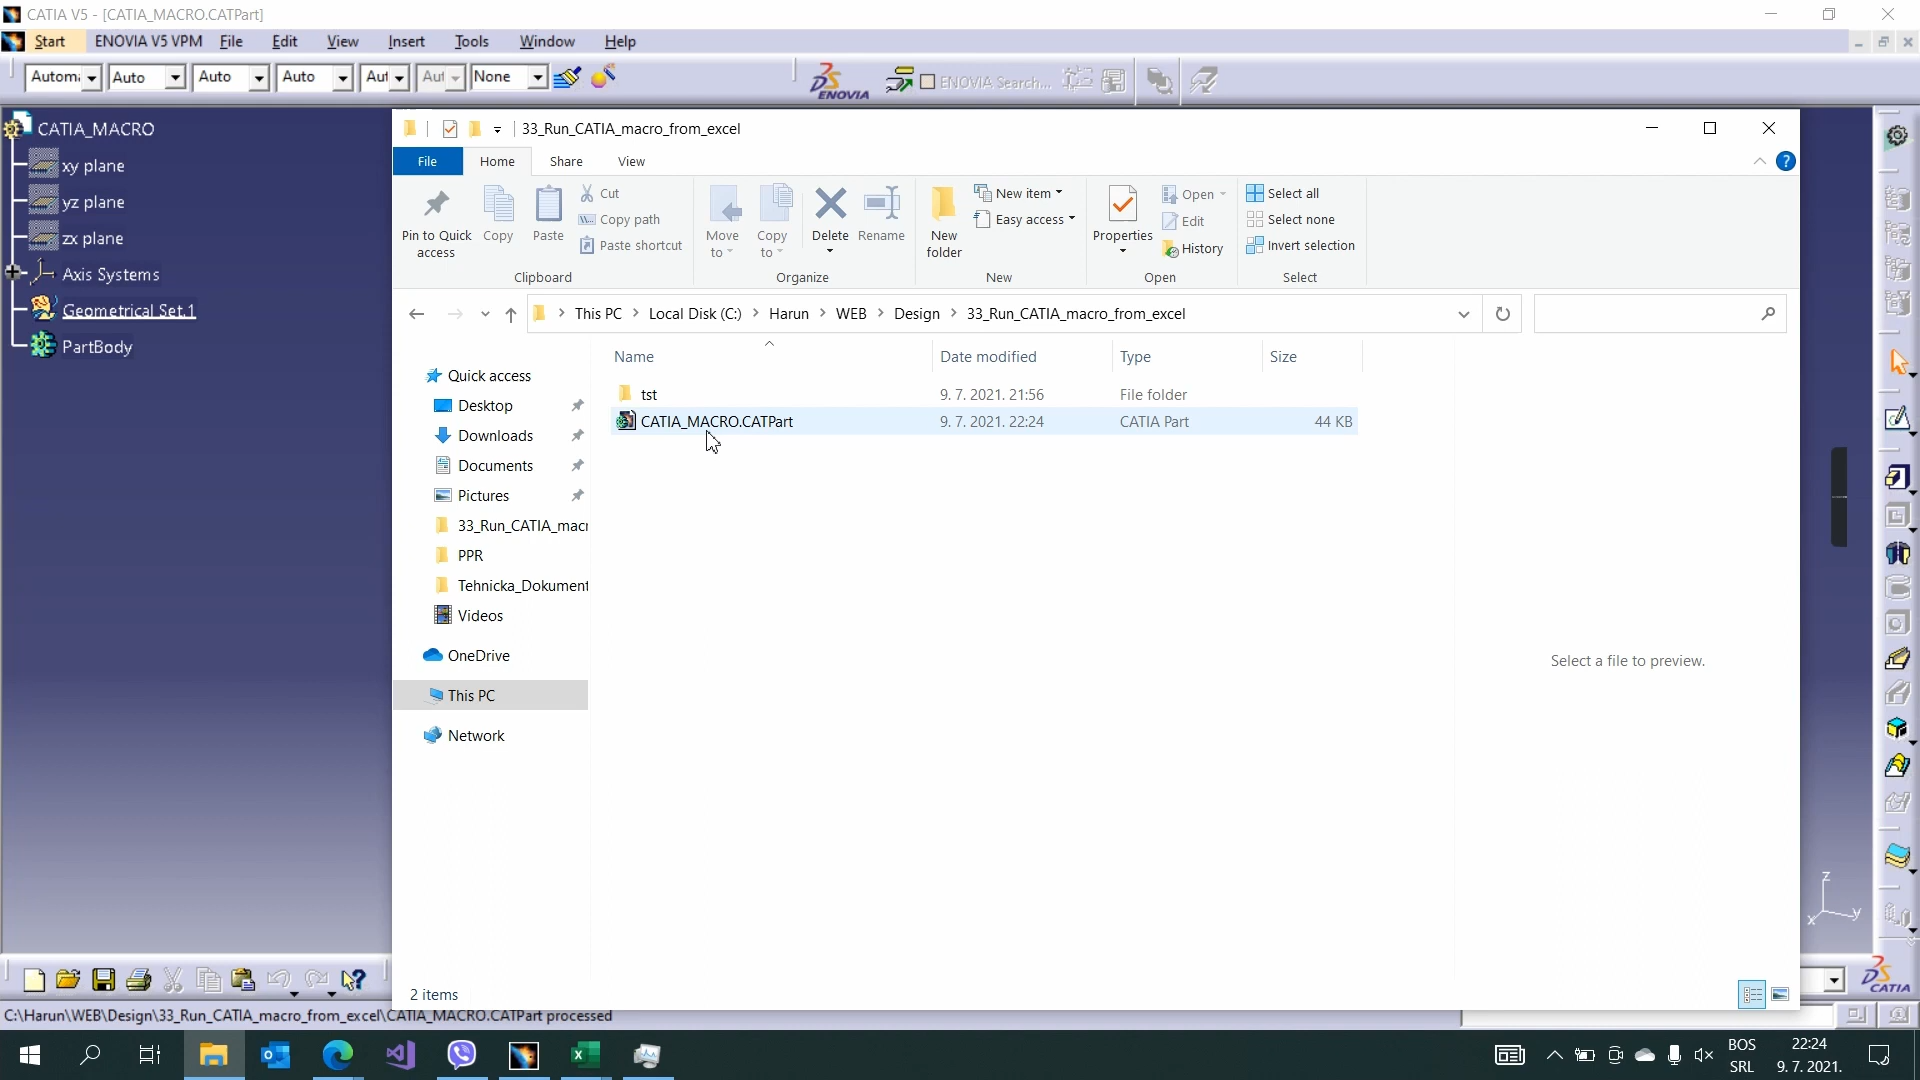 CATIA V5 - [CATIA_MACRO.CATPart]
Start ENOVIA V5 VPM File Edit View Insert Tools Window Help
Automa Auto Auto Auto Aut Aut None ENOVIA ENOVIA Search...
CATIA_MACRO
xy plane
yz plane
zx plane
Axis Systems
Geometrical Set.1
PartBody
33_Run_CATIA_macro_from_excel
File Home Share View
Pin to Quick access
Copy
Paste
Cut
Copy path
Paste shortcut
Clipboard
Move to
Copy to
Delete
Rename
Organize
New folder
New item
Easy access
New
Properties
Open
Edit
History
Open
Select all
Select none
Invert selection
Select
This PC Local Disk (C:) Harun WEB Design 33_Run_CATIA_macro_from_excel
Name Date modified Type Size
tst 9. 7. 2021. 21:56 File folder
CATIA_MACRO.CATPart 9. 7. 2021. 22:24 CATIA Part 44 KB
Quick access
Desktop
Downloads
Documents
Pictures
33_Run_CATIA_macr
PPR
Tehnicka_Dokument
Videos
OneDrive
This PC
Network
Select a file to preview.
2 items
z
x y
CATIA
C:\Harun\WEB\Design\33_Run_CATIA_macro_from_excel\CATIA_MACRO.CATPart processed
BOS
SRL
22:24
9. 7. 2021.